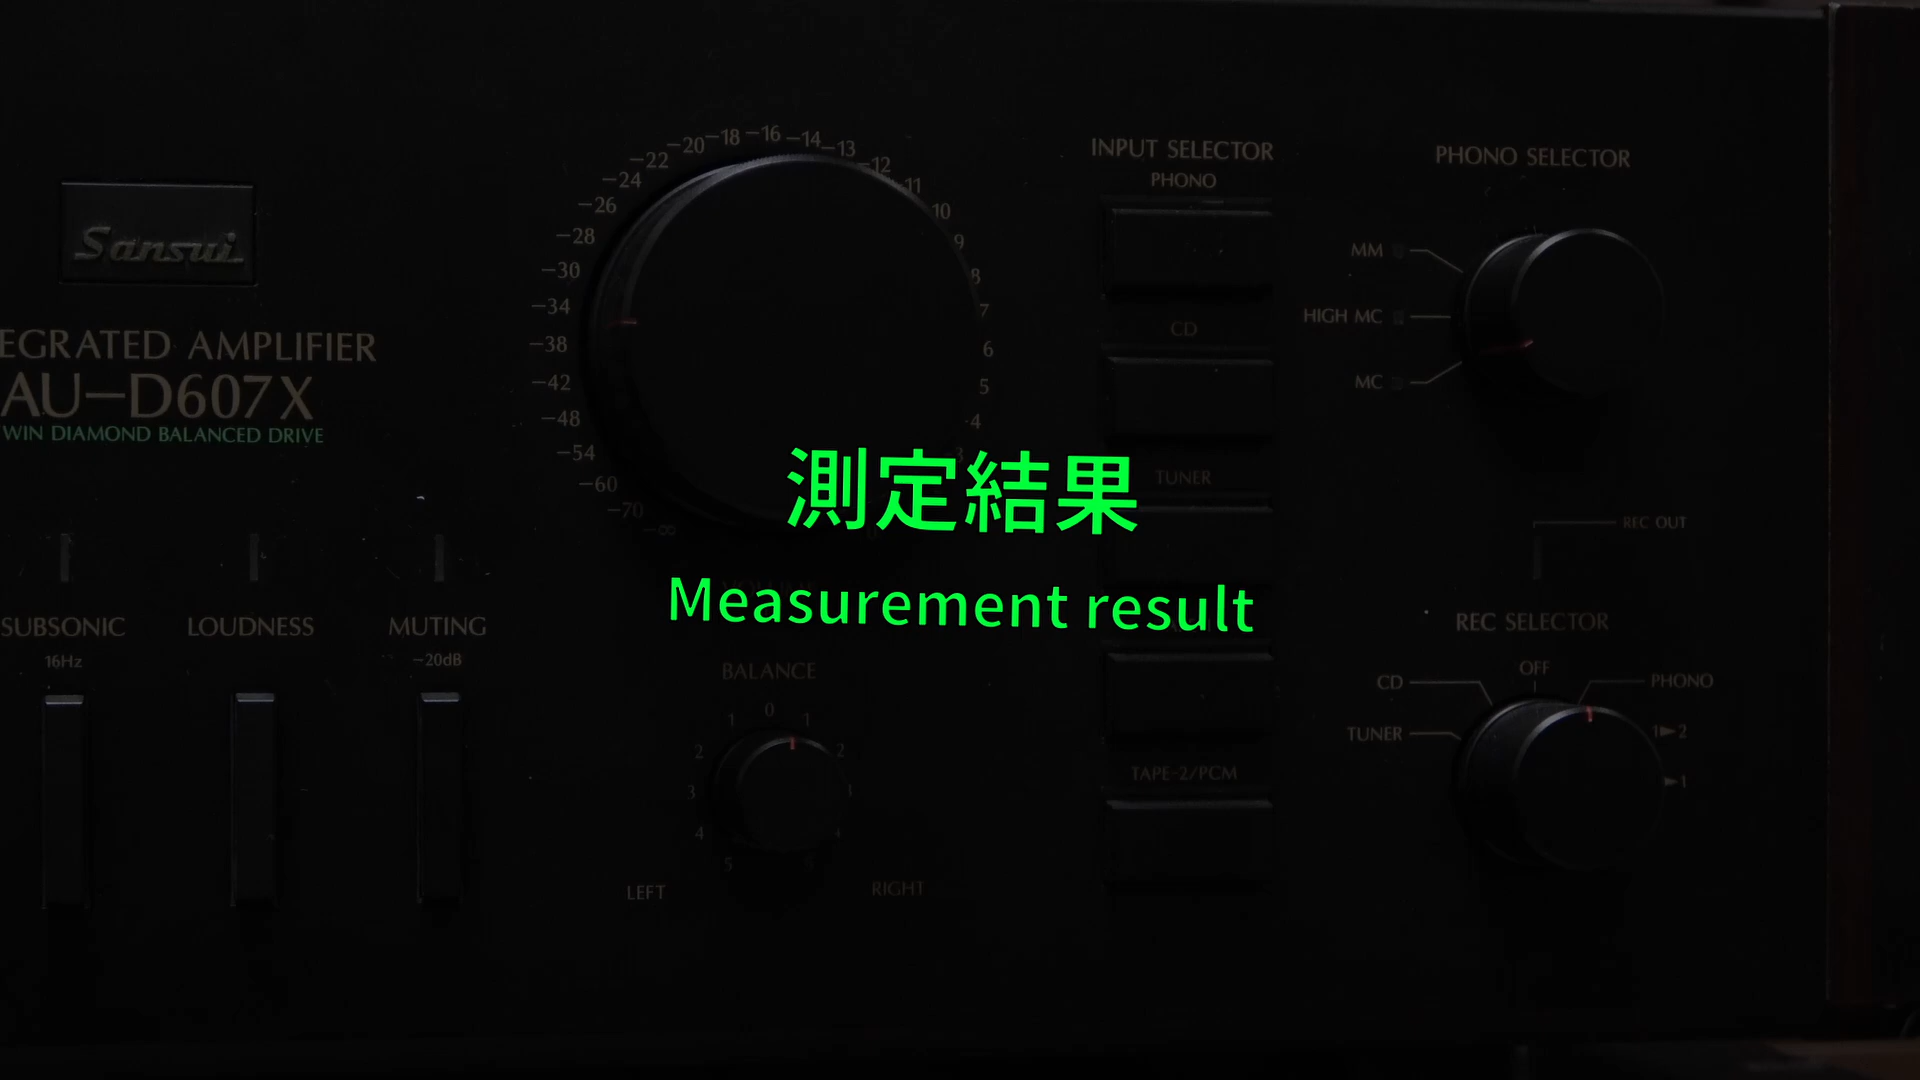 Sansui
EGRATED AMPLIFIER
AU-D607X
WIN DIAMOND BALANCED DRIVE
SUBSONIC
16Hz
LOUDNESS
MUTING
-20dB
-∞
-70
-60
-54
-48
-42
-38
-34
-30
-28
-26
-24
-22
-20
-18
-16
-14
-13
-12
-11
10
9
8
7
6
5
4
3
測定結果
Measurement result
BALANCE
5
4
3
2
1
0
1
2
LEFT
RIGHT
INPUT SELECTOR
PHONO
CD
TUNER
TAPE-2/PCM
PHONO SELECTOR
MM
HIGH MC
MC
REC OUT
REC SELECTOR
OFF
CD
TUNER
PHONO
1►2
►1